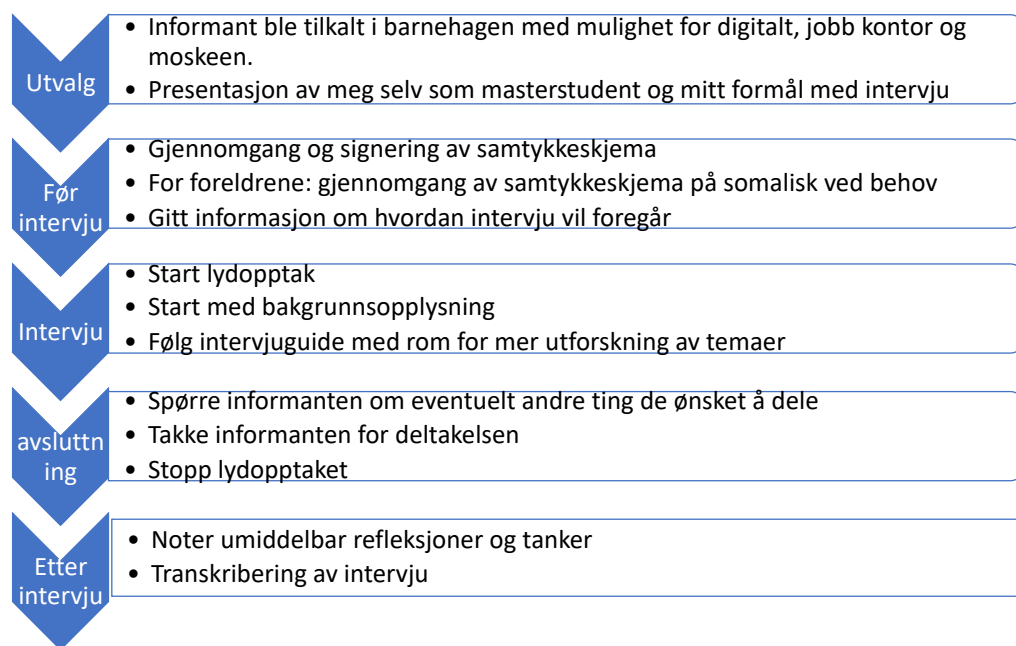 Utvalg
• Informant ble tilkalt i barnehagen med mulighet for digitalt, jobb kontor og
moskeen.
• Presentasjon av meg selv som masterstudent og mitt formål med intervju
Før
intervju
• Gjennomgang og signering av samtykkeskjema
• For foreldrene: gjennomgang av samtykkeskjema på somalisk ved behov
• Gitt informasjon om hvordan intervju vil foregår
Intervju
• Start lydopptak
• Start med bakgrunnsopplysning
• Følg intervjuguide med rom for mer utforskning av temaer
avsluttn
ing
• Spørre informanten om eventuelt andre ting de ønsket å dele
• Takke informanten for deltakelsen
• Stopp lydopptaket
Etter
intervju
• Noter umiddelbar refleksjoner og tanker
• Transkribering av intervju